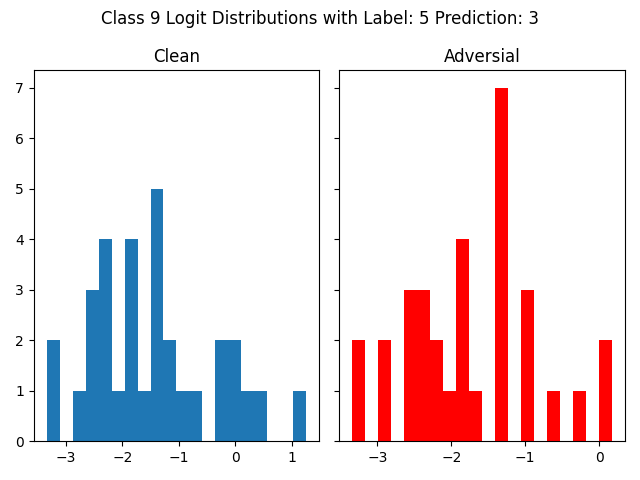 Class 9 Logit Distributions with Label: 5 Prediction: 3
Clean
Adversial
7
6
5
4
3
2
1
0
−3 −2 −1 0 1
−3 −2 −1 0